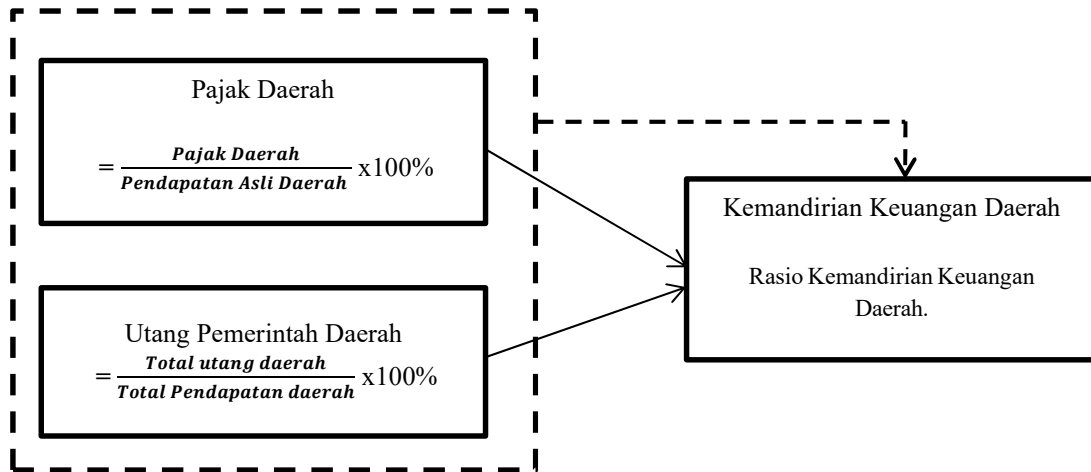 Pajak Daerah
= Pajak Daerah / Pendapatan Asli Daerah x100%
Utang Pemerintah Daerah
= Total utang daerah / Total Pendapatan daerah x100%
Kemandirian Keuangan Daerah
Rasio Kemandirian Keuangan
Daerah.